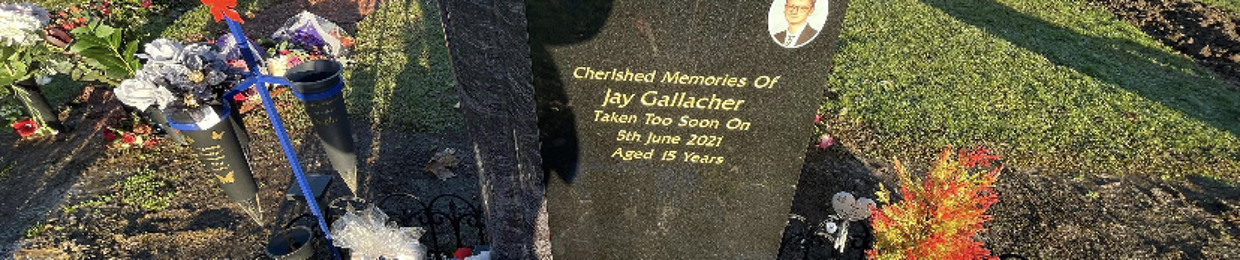 Cherished Memories Of
Jay Gallacher
Taken Too Soon On
5th June 2021
Aged 15 Years